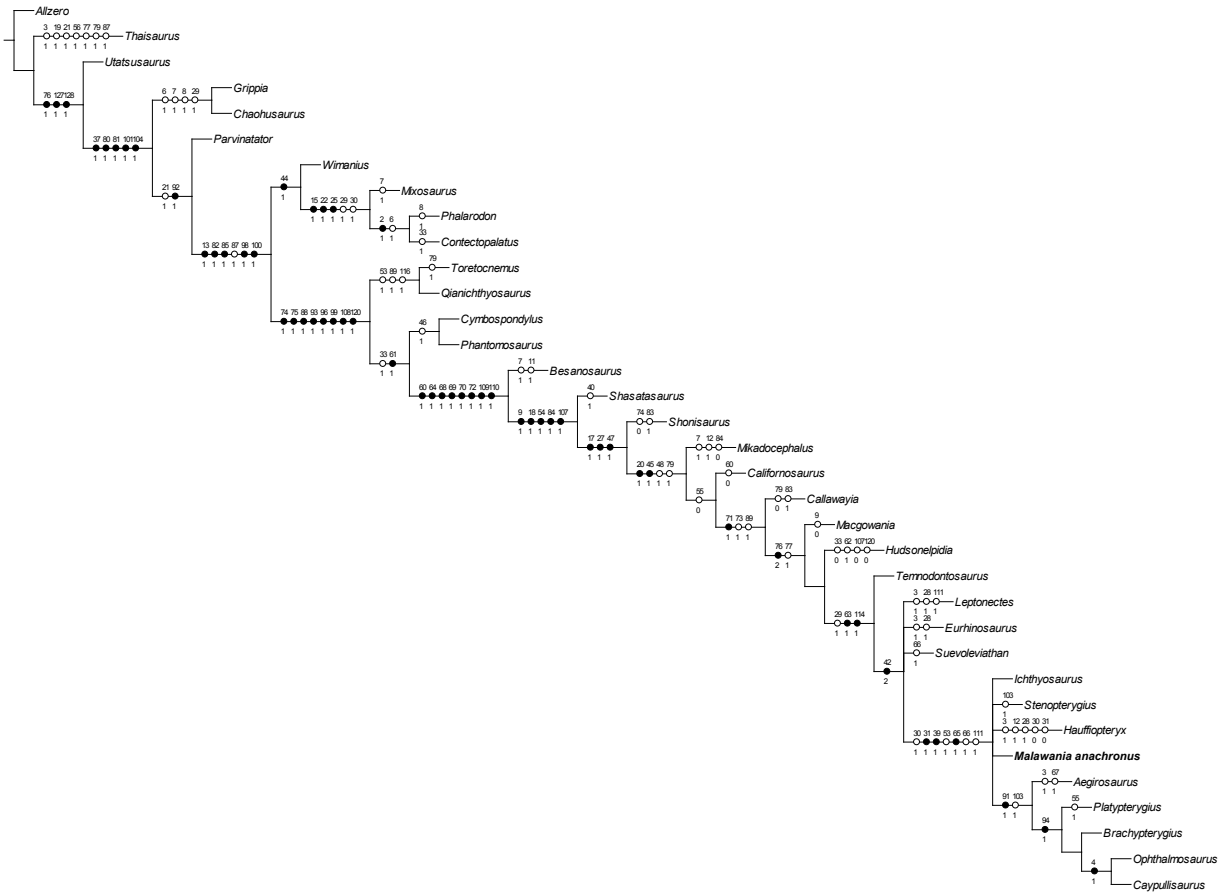 Allzero
3 19 21 56 77 79 87
1 1 1 1 1 1 1
Thaisaurus
Utatsusaurus
76 127 128
1 1 1
6 7 8 29
1 1 1 1
Grippia
Chaohusaurus
37 80 81 101 104
1 1 1 1 1
Parvinatator
21 92
1 1
44
1
Wimanius
7
1
Mixosaurus
15 22 25 29 30
1 1 1 1 1
8
1
Phalarodon
2 6
1 1
33
1
Contectopalatus
13 82 85 87 98 100
1 1 1 1 1 1
79
1
Toretocnemus
53 89 116
1 1 1
Qianichthyosaurus
74 75 88 93 96 99 108 120
1 1 1 1 1 1 1 1
Cymbospondylus
46
1
Phantomosaurus
33 61
1 1
7 11
1 1
Besanosaurus
60 64 68 69 70 72 109 110
1 1 1 1 1 1 1 1
40
1
Shasatasaurus
9 18 54 84 107
1 1 1 1 1
74 83
0 1
Shonisaurus
17 27 47
1 1 1
7 12 84
1 1 0
Mikadocephalus
20 45 48 79
1 1 1 1
60
0
Californosaurus
55
0
79 83
0 1
Callawayia
71 73 89
1 1 1
9
0
Macgowania
76 77
2 1
33 62 107 120
0 1 0 0
Hudsonelpidia
Temnodontosaurus
29 63 114
1 1 1
3 28 111
1 1 1
Leptonectes
3 28
1 1
Eurhinosaurus
66
1
Suevoleviathan
42
2
Ichthyosaurus
103
1
Stenopterygius
3 12 28 30 31
1 1 1 0 0
Hauffiopteryx
30 31 39 53 65 66 111
1 1 1 1 1 1 1
Malawania anachronus
3 67
1 1
Aegirosaurus
91 103
1 1
55
1
Platypterygius
94
1
Brachypterygius
4
1
Ophthalmosaurus
Caypullisaurus